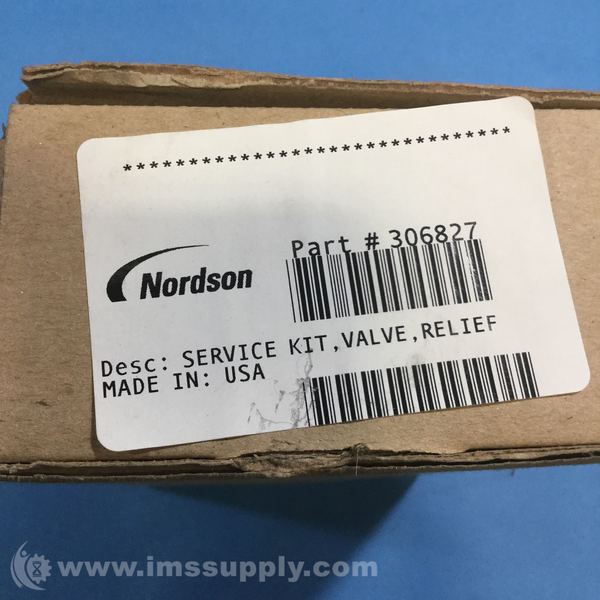 ******************************
Part # 306827
Nordson
Desc: SERVICE KIT,VALVE,RELIEF
MADE IN: USA
www.imssupply.com